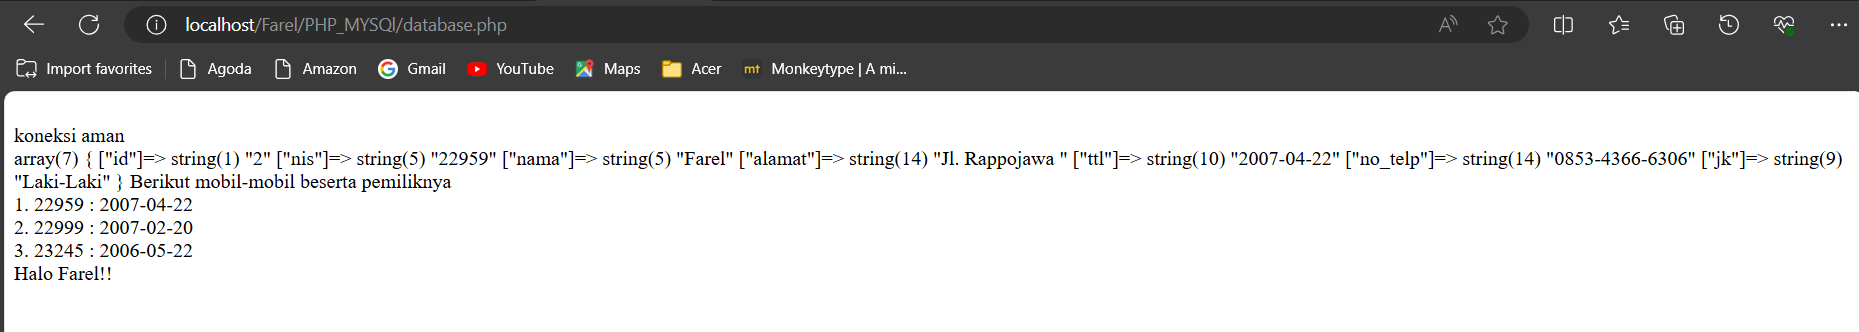 localhost/Farel/PHP_MYSQl/database.php
Import favorites Agoda Amazon Gmail YouTube Maps Acer mt Monkeytype | A mi...
koneksi aman
array(7) { ["id"]=> string(1) "2" ["nis"]=> string(5) "22959" ["nama"]=> string(5) "Farel" ["alamat"]=> string(14) "Jl. Rappojawa " ["ttl"]=> string(10) "2007-04-22" ["no_telp"]=> string(14) "0853-4366-6306" ["jk"]=> string(9)
"Laki-Laki" } Berikut mobil-mobil beserta pemiliknya
1. 22959 : 2007-04-22
2. 22999 : 2007-02-20
3. 23245 : 2006-05-22
Halo Farel!!